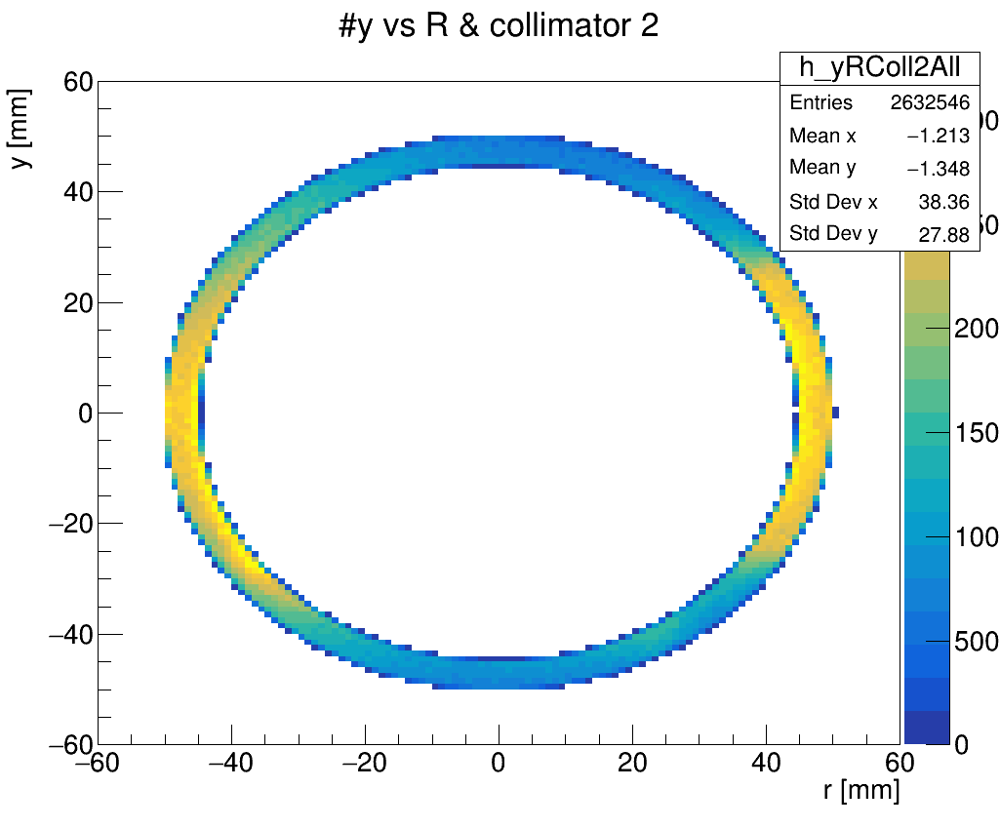 #y vs R & collimator 2
h_yRColl2All
Entries 2632546
Mean x −1.213
Mean y −1.348
Std Dev x 38.36
Std Dev y 27.88
y [mm]
60
40
20
0
−20
−40
−60
−60 −40 −20 0 20 40 60
r [mm]
200
150
100
500
0